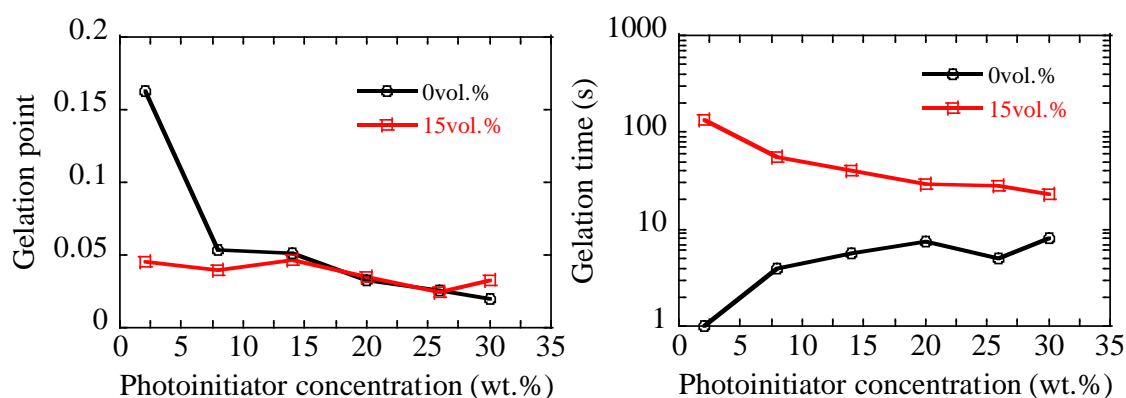 0.2
0.15
0.1
0.05
0
Gelation point
0vol.%
15vol.%
0 5 10 15 20 25 30 35
Photoinitiator concentration (wt.%)
1000
100
10
1
Gelation time (s)
0vol.%
15vol.%
0 5 10 15 20 25 30 35
Photoinitiator concentration (wt.%)